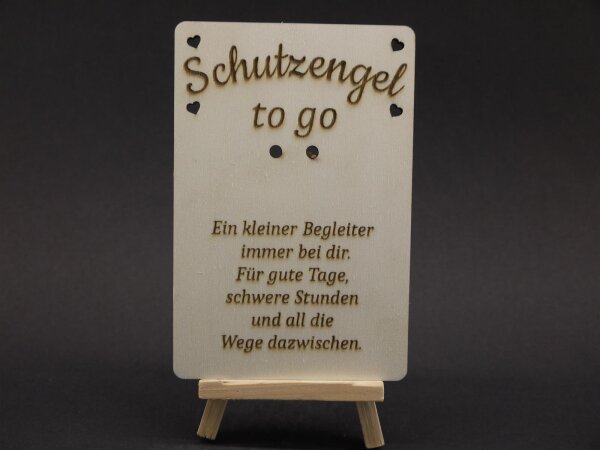 Schutzengel
to go
Ein kleiner Begleiter
immer bei dir.
Für gute Tage,
schwere Stunden
und all die
Wege dazwischen.